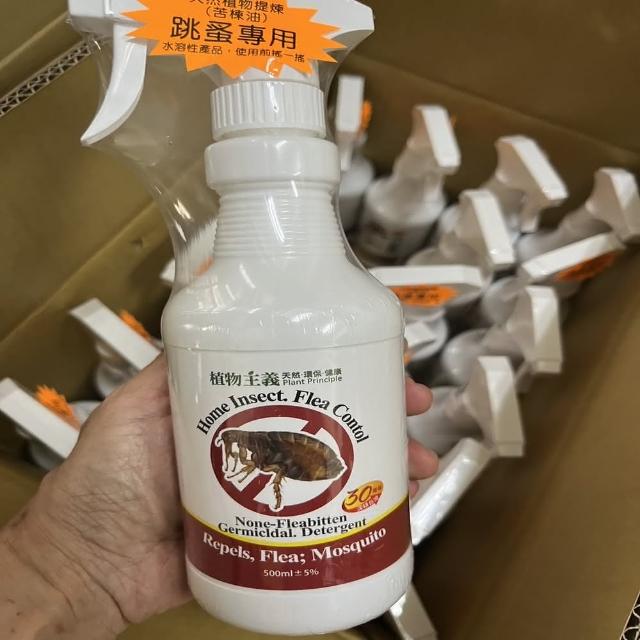 天然植物提煉
(苦楝油)
跳蚤專用
水溶性產品，使用前搖一搖
植物主義 天然·環保·健康
Plant Principle
Home Insect. Flea Contol
30
None-Fleabitten
Germicidal. Detergent
Repels, Flea; Mosquito
500ml±5%